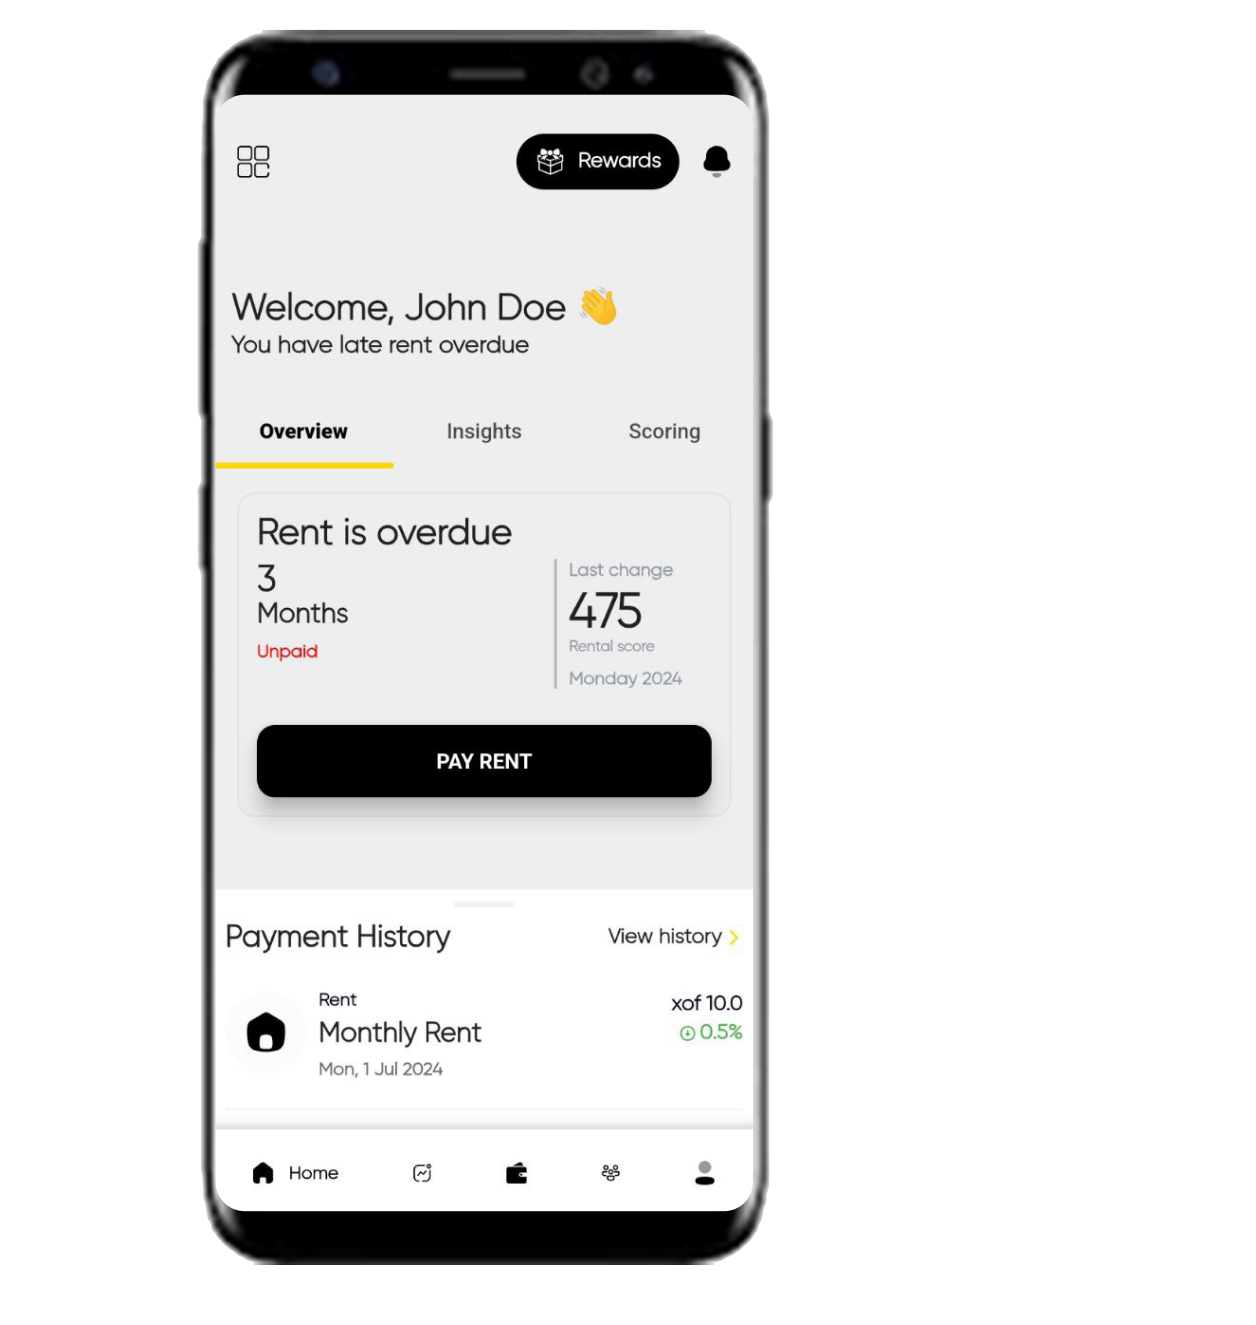 Rewards
Welcome, John Doe 👋
You have late rent overdue
Overview Insights Scoring
Rent is overdue
3
Months
Unpaid
Last change
475
Rental score
Monday 2024
PAY RENT
Payment History
View history
Rent
Monthly Rent
Mon, 1 Jul 2024
xof 10.0
0.5%
Home